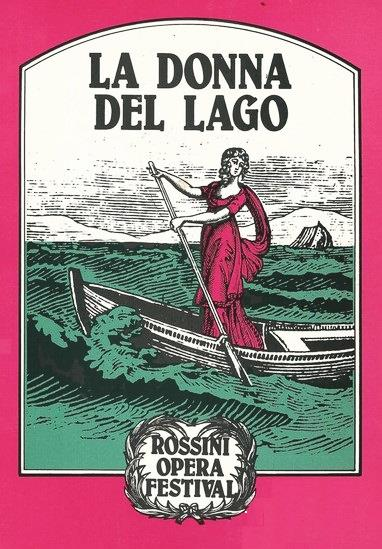 LA DONNA
DEL LAGO
ROSSINI
OPERA
FESTIVAL